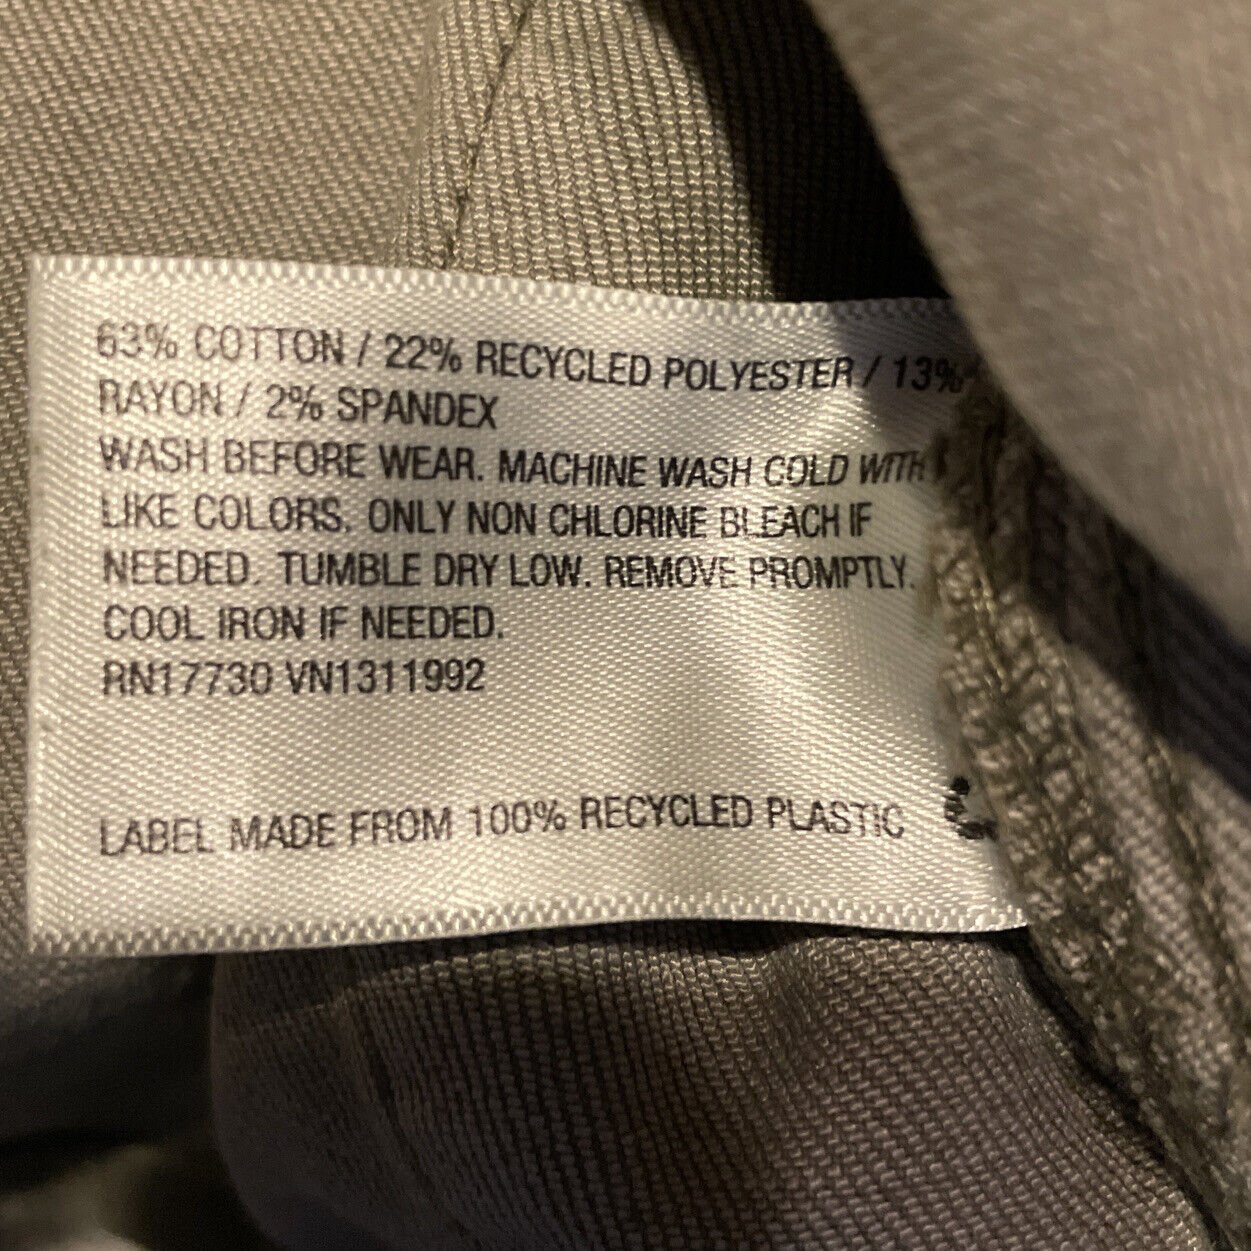 63% COTTON / 22% RECYCLED POLYESTER / 13%
RAYON / 2% SPANDEX
WASH BEFORE WEAR. MACHINE WASH COLD WITH
LIKE COLORS. ONLY NON CHLORINE BLEACH IF
NEEDED. TUMBLE DRY LOW. REMOVE PROMPTLY.
COOL IRON IF NEEDED.
RN17730 VN1311992
LABEL MADE FROM 100% RECYCLED PLASTIC